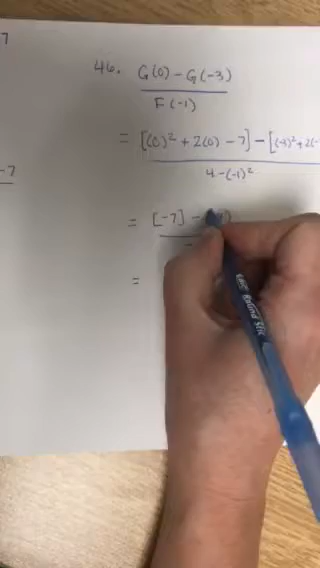 7
46. G(0) - G(-3)
F(-1)
= [(0)² + 2(0) - 7] - [(-3)² + 2(-
-7
4 - (-1)²
= [-7] -
=
BIC Round Stic